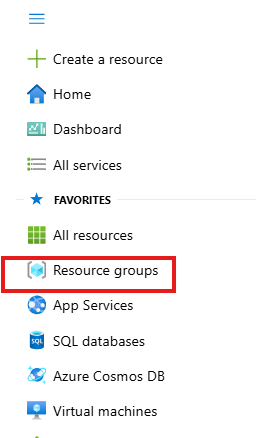 Create a resource
Home
Dashboard
All services
FAVORITES
All resources
Resource groups
App Services
SQL
SQL databases
Azure Cosmos DB
Virtual machines